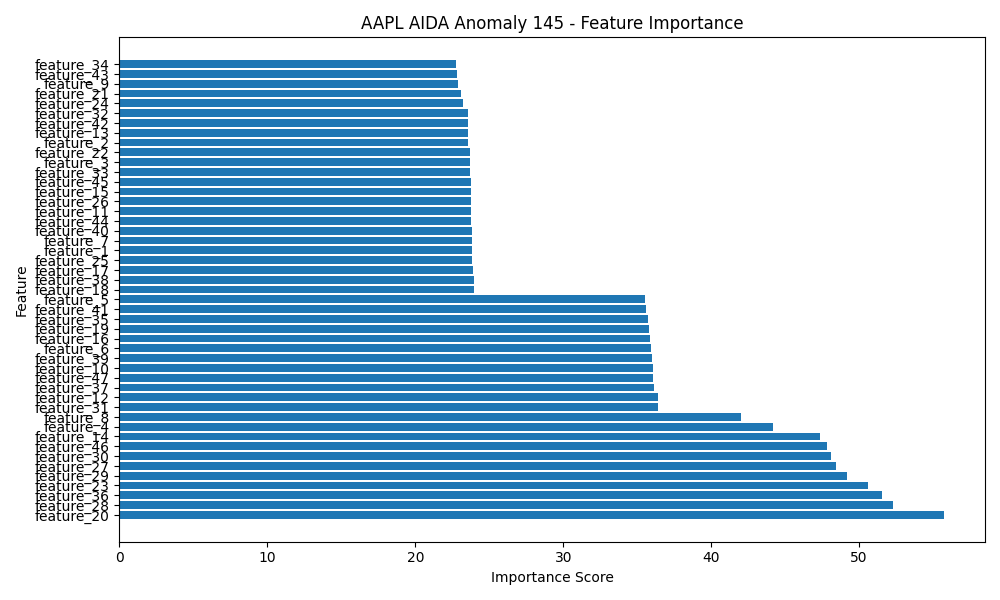 AAPL AIDA Anomaly 145 - Feature Importance
feature_34
feature_43
feature_9
feature_21
feature_24
feature_32
feature_42
feature_13
feature_2
feature_22
feature_3
feature_33
feature_45
feature_15
feature_26
feature_11
feature_44
feature_40
feature_7
feature_1
feature_25
feature_17
feature_38
feature_18
feature_5
feature_41
feature_35
feature_19
feature_16
feature_6
feature_39
feature_10
feature_47
feature_37
feature_12
feature_31
feature_8
feature_4
feature_14
feature_46
feature_30
feature_27
feature_29
feature_23
feature_36
feature_28
feature_20
Feature
0 10 20 30 40 50
Importance Score